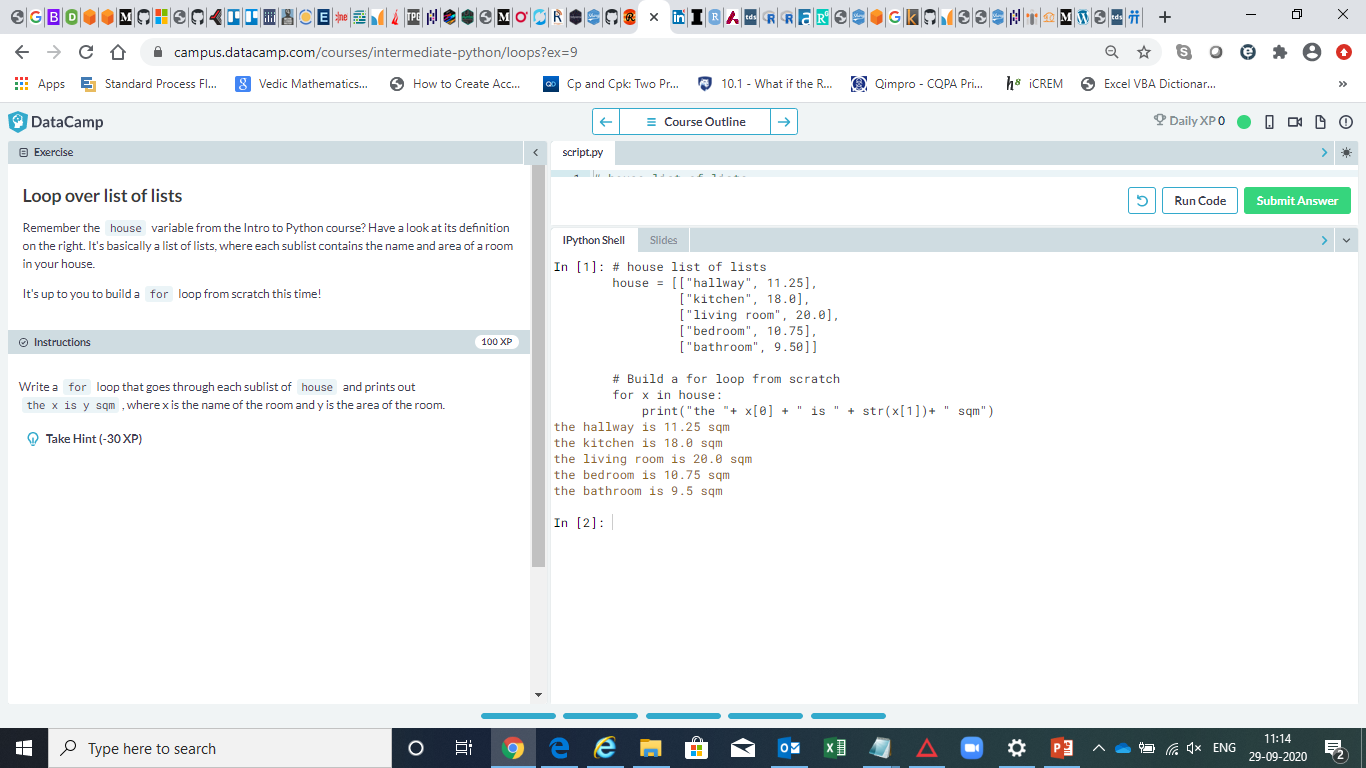 campus.datacamp.com/courses/intermediate-python/loops?ex=9
Apps Standard Process Fl... Vedic Mathematics... How to Create Acc... Cp and Cpk: Two Pr... 10.1 - What if the R... Qimpro - CQPA Pri... iCREM Excel VBA Dictionar... »
DataCamp
Course Outline
Daily XP 0
Exercise
Loop over list of lists
Remember the house variable from the Intro to Python course? Have a look at its definition
on the right. It's basically a list of lists, where each sublist contains the name and area of a room
in your house.
It's up to you to build a for loop from scratch this time!
Instructions
100 XP
Write a for loop that goes through each sublist of house and prints out
the x is y sqm , where x is the name of the room and y is the area of the room.
Take Hint (-30 XP)
script.py
1 # house list of lists
Run Code
Submit Answer
IPython Shell Slides
In [1]: # house list of lists
house = [["hallway", 11.25],
["kitchen", 18.0],
["living room", 20.0],
["bedroom", 10.75],
["bathroom", 9.50]]
# Build a for loop from scratch
for x in house:
print("the "+ x[0] + " is " + str(x[1])+ " sqm")
the hallway is 11.25 sqm
the kitchen is 18.0 sqm
the living room is 20.0 sqm
the bedroom is 10.75 sqm
the bathroom is 9.5 sqm
In [2]:
Type here to search
ENG
11:14
29-09-2020
2